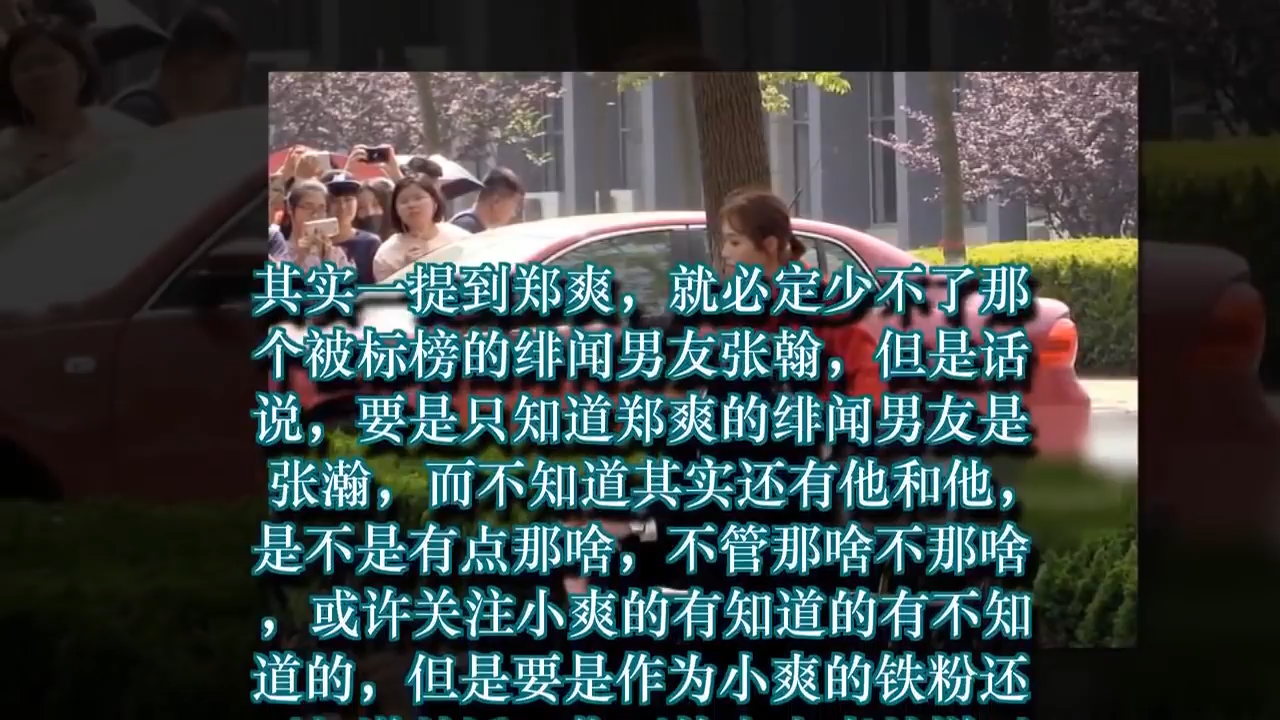 其实一提到郑爽，就必定少不了那
个被标榜的绯闻男友张翰，但是话
说，要是只知道郑爽的绯闻男友是
张瀚，而不知道其实还有他和他，
是不是有点那啥，不管那啥不那啥
，或许关注小爽的有知道的有不知
道的，但是要是作为小爽的铁粉还